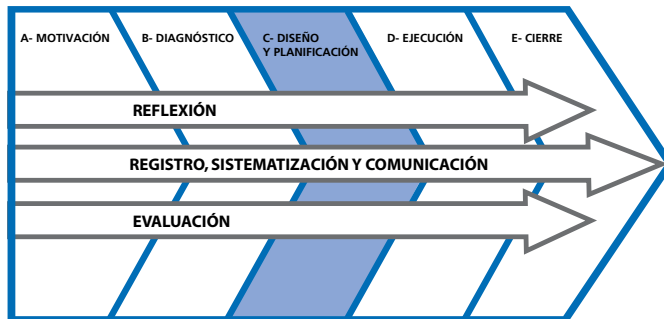 A- MOTIVACIÓN
B- DIAGNÓSTICO
C- DISEÑO
Y PLANIFICACIÓN
D- EJECUCIÓN
E- CIERRE
REFLEXIÓN
REGISTRO, SISTEMATIZACIÓN Y COMUNICACIÓN
EVALUACIÓN